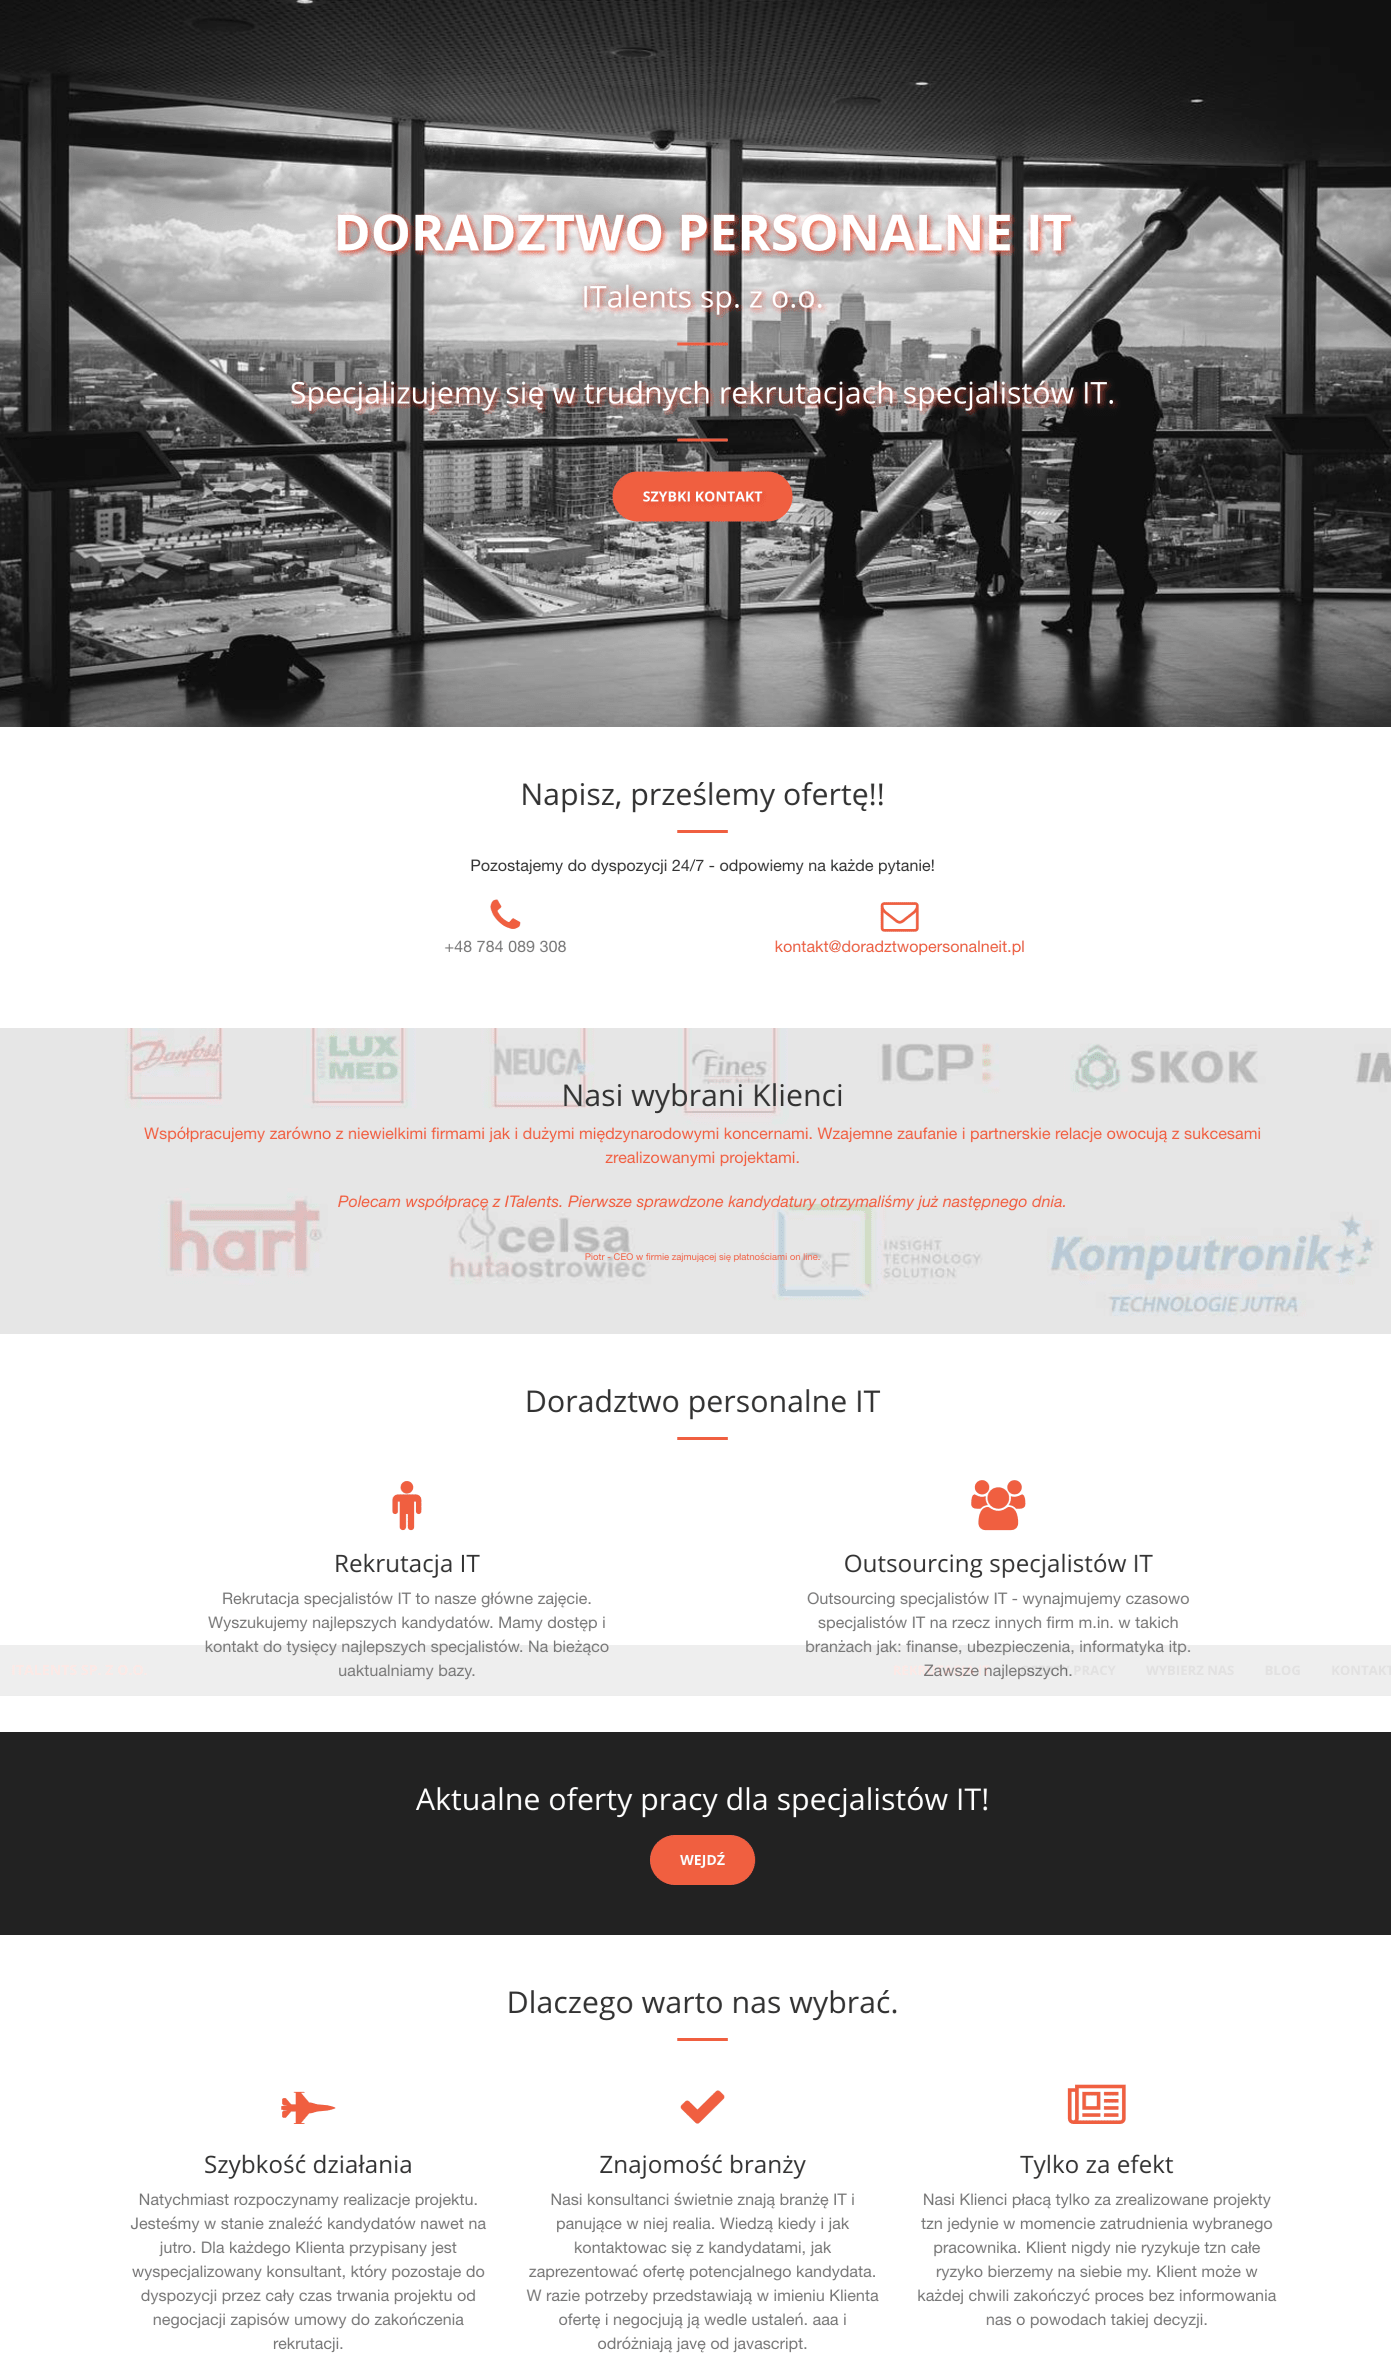 DORADZTWO PERSONALNE IT
ITalents sp. z o.o.
Specjalizujemy się w trudnych rekrutacjach specjalistów IT.
SZYBKI KONTAKT
Napisz, prześlemy ofertę!!
Pozostajemy do dyspozycji 24/7 - odpowiemy na każde pytanie!
+48 784 089 308
kontakt@doradztwopersonalneit.pl
Danfoss
GRUPA LUX MED
NEUCA
Fines
ICP
SKOK
Nasi wybrani Klienci
Współpracujemy zarówno z niewielkimi firmami jak i dużymi międzynarodowymi koncernami. Wzajemne zaufanie i partnerskie relacje owocują z sukcesami
zrealizowanymi projektami.
Polecam współpracę z ITalents. Pierwsze sprawdzone kandydatury otrzymaliśmy już następnego dnia.
hart®
celsa
hutaostrowiec
Piotr - CEO w firmie zajmującej się płatnościami on line.
C&F
INSIGHT
TECHNOLOGY
SOLUTION
Komputronik
TECHNOLOGIE JUTRA
Doradztwo personalne IT
Rekrutacja IT
Rekrutacja specjalistów IT to nasze główne zajęcie.
Wyszukujemy najlepszych kandydatów. Mamy dostęp i
kontakt do tysięcy najlepszych specjalistów. Na bieżąco
uaktualniamy bazy.
Outsourcing specjalistów IT
Outsourcing specjalistów IT - wynajmujemy czasowo
specjalistów IT na rzecz innych firm m.in. w takich
branżach jak: finanse, ubezpieczenia, informatyka itp.
Zawsze najlepszych.
PRACY WYBIERZ NAS BLOG KONTAKT
Aktualne oferty pracy dla specjalistów IT!
WEJDŹ
Dlaczego warto nas wybrać.
Szybkość działania
Natychmiast rozpoczynamy realizacje projektu.
Jesteśmy w stanie znaleźć kandydatów nawet na
jutro. Dla każdego Klienta przypisany jest
wyspecjalizowany konsultant, który pozostaje do
dyspozycji przez cały czas trwania projektu od
negocjacji zapisów umowy do zakończenia
rekrutacji.
Znajomość branży
Nasi konsultanci świetnie znają branżę IT i
panujące w niej realia. Wiedzą kiedy i jak
kontaktowac się z kandydatami, jak
zaprezentować ofertę potencjalnego kandydata.
W razie potrzeby przedstawiają w imieniu Klienta
ofertę i negocjują ją wedle ustaleń. aaa i
odróżniają javę od javascript.
Tylko za efekt
Nasi Klienci płacą tylko za zrealizowane projekty
tzn jedynie w momencie zatrudnienia wybranego
pracownika. Klient nigdy nie ryzykuje tzn całe
ryzyko bierzemy na siebie my. Klient może w
każdej chwili zakończyć proces bez informowania
nas o powodach takiej decyzji.